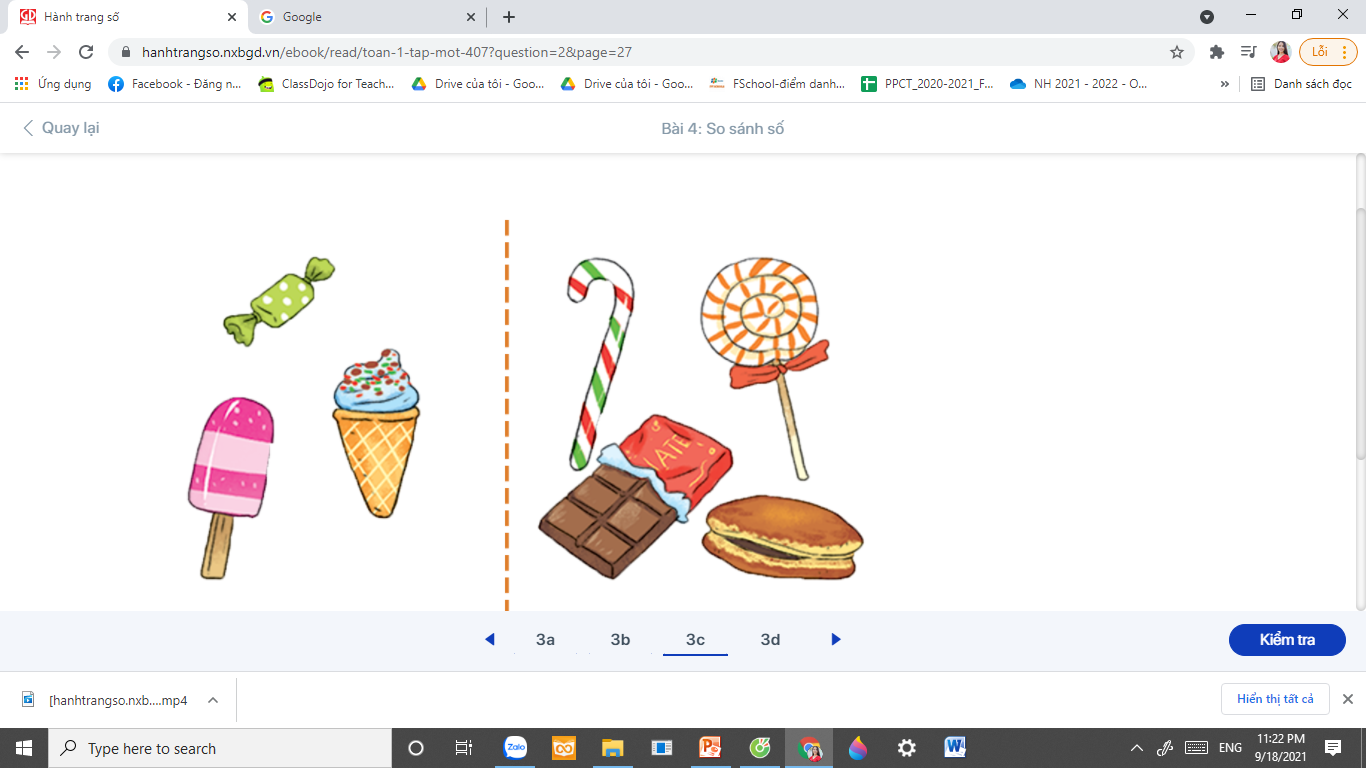 Hành trang số
Google
hanhtrangso.nxbgd.vn/ebook/read/toan-1-tap-mot-407?question=2&page=27
Lỗi
Ứng dụng
Facebook - Đăng n...
ClassDojo for Teach...
Drive của tôi - Goo...
Drive của tôi - Goo...
FSchool-điểm danh...
PPCT_2020-2021_F...
NH 2021 - 2022 - O...
»
Danh sách đọc
Quay lại
Bài 4: So sánh số
LATE
3a
3b
3c
3d
Kiểm tra
[hanhtrangso.nxb....mp4
Hiển thị tất cả
Type here to search
Zalo
ENG
11:22 PM
9/18/2021